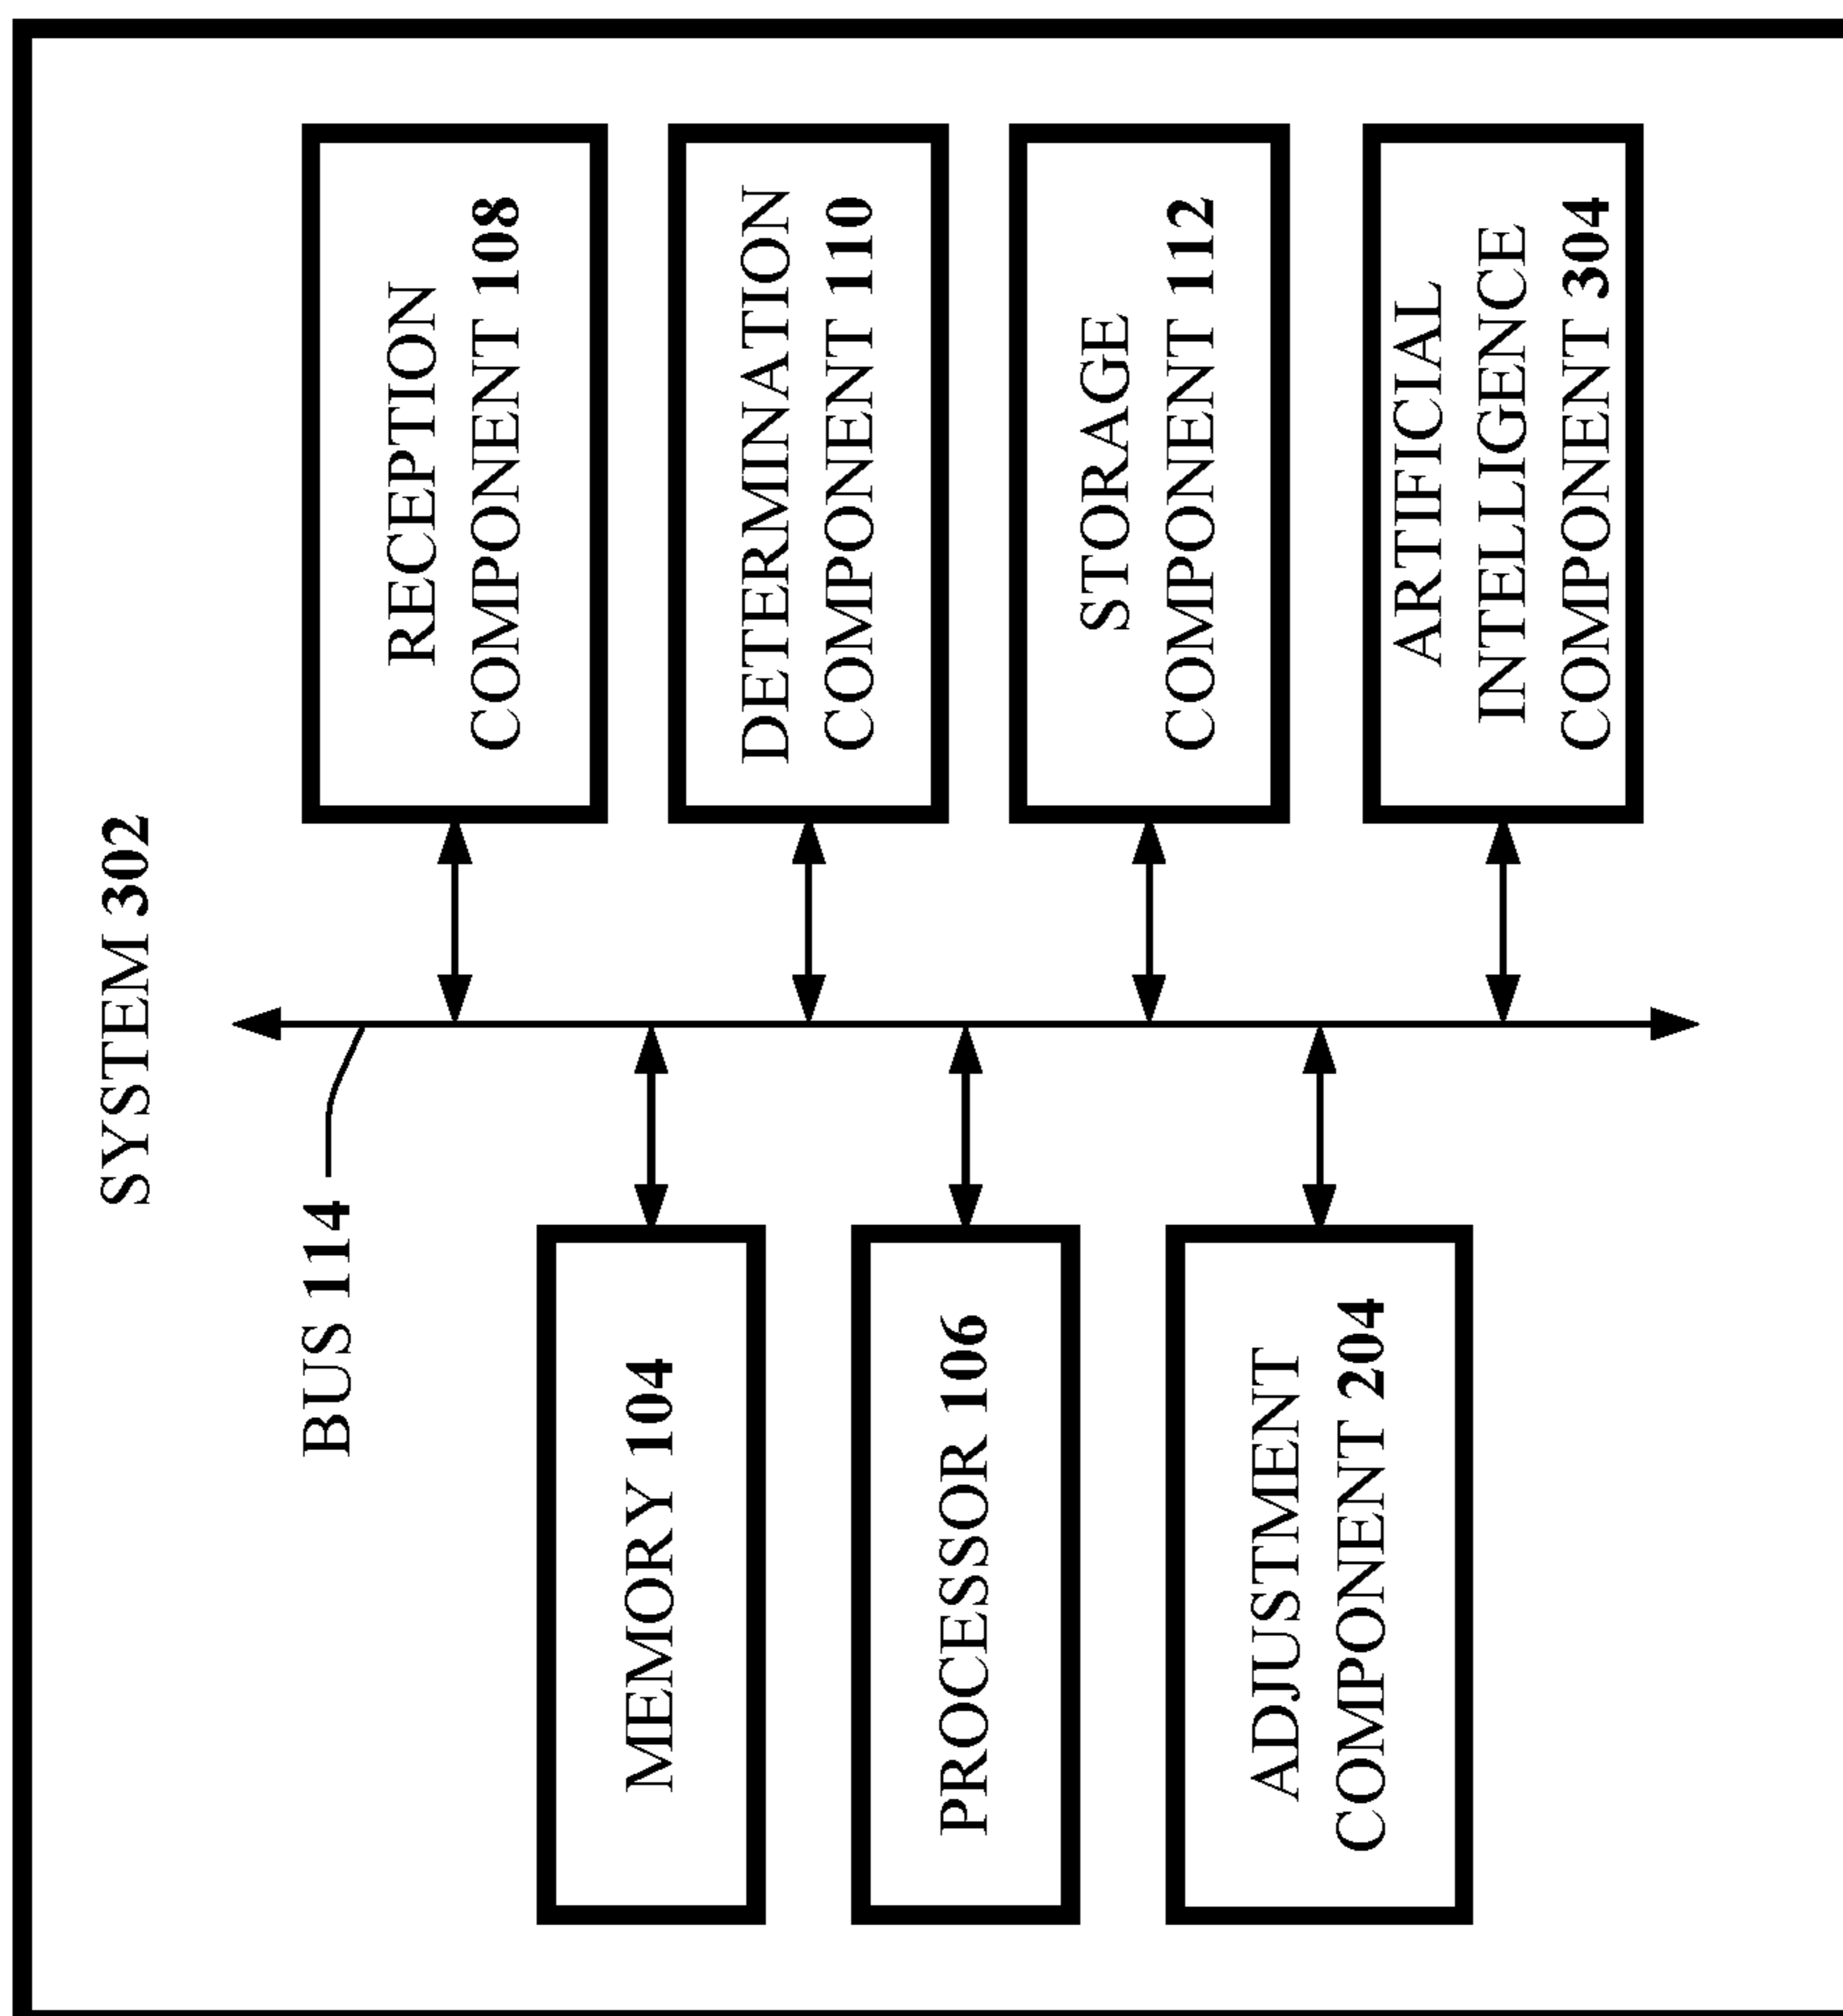 SYSTEM 302
BUS 114
MEMORY 104
PROCESSOR 106
ADJUSTMENT
COMPONENT 204
RECEPTION
COMPONENT 108
DETERMINATION
COMPONENT 110
STORAGE
COMPONENT 112
ARTIFICIAL
INTELLIGENCE
COMPONENT 304